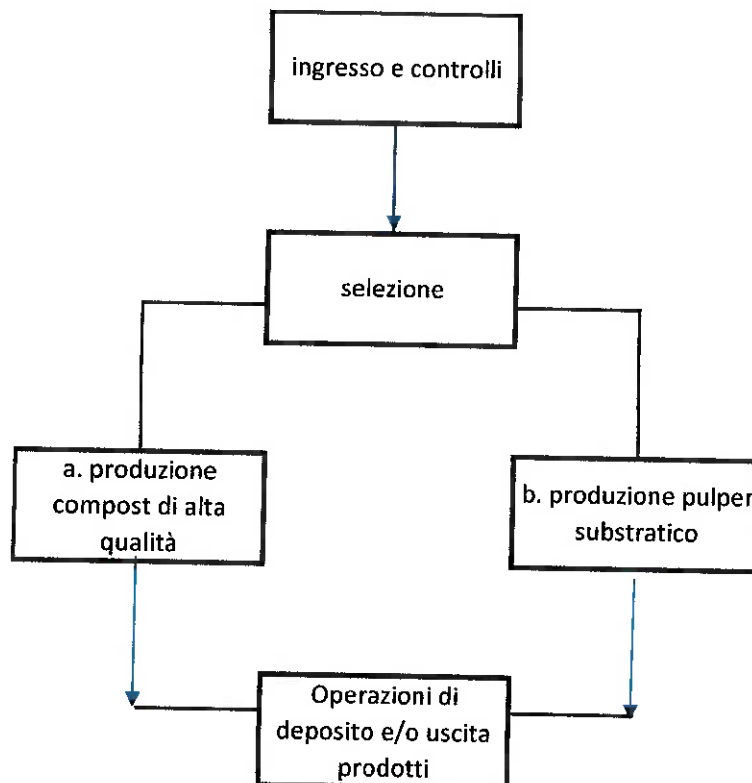 ingresso e controlli
selezione
a. produzione
compost di alta
qualità
b. produzione pulper
substratico
Operazioni di
deposito e/o uscita
prodotti